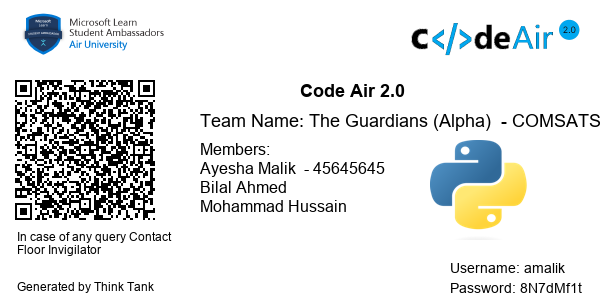 Microsoft Learn
Student Ambassadors
Air University
Microsoft
Learn
STUDENT AMBASSADORS
c</>deAir 2.0
Code Air 2.0
Team Name: The Guardians (Alpha)  - COMSATS
Members:
Ayesha Malik  - 45645645
Bilal Ahmed
Mohammad Hussain
In case of any query Contact
Floor Invigilator
Generated by Think Tank
Username: amalik
Password: 8N7dMf1t